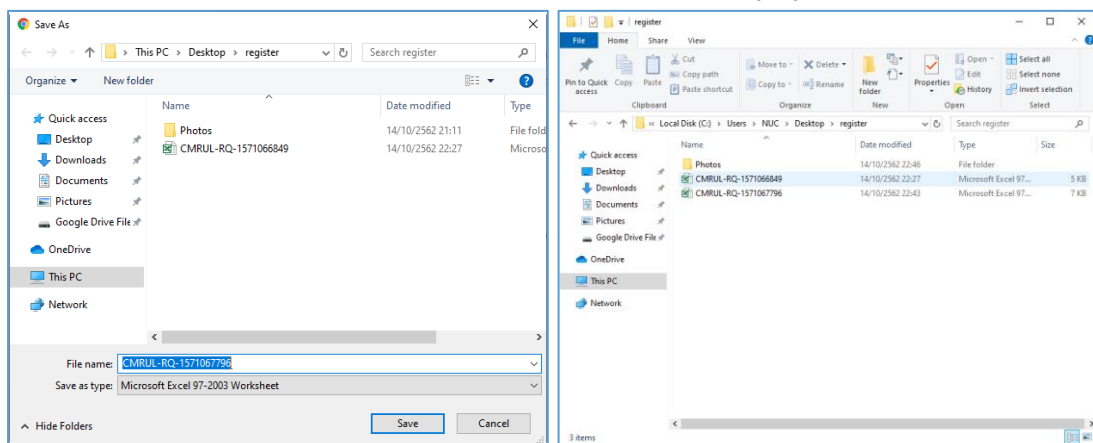 Save As
This PC > Desktop > register
Search register
Organize
New folder
Name
Date modified
Type
Quick access
Desktop
Downloads
Documents
Pictures
Google Drive File
OneDrive
This PC
Network
Photos 14/10/2562 21:11 File fold
CMRUL-RQ-1571066849 14/10/2562 22:27 Microso
File name: CMRUL-RQ-1571067796
Save as type: Microsoft Excel 97-2003 Worksheet
Hide Folders
Save
Cancel
register
File Home Share View
Pin to Quick access
Copy
Paste
Cut
Copy path
Paste shortcut
Clipboard
Move to
Copy to
Delete
Rename
Organize
New folder
New
Properties
Open
Edit
History
Open
Select all
Select none
Invert selection
Select
« Local Disk (C:) > Users > NUC > Desktop > register
Search register
Name Date modified Type Size
Quick access
Desktop
Downloads
Documents
Pictures
Google Drive File
OneDrive
This PC
Network
Photos 14/10/2562 22:46 File folder
CMRUL-RQ-1571066849 14/10/2562 22:27 Microsoft Excel 97... 5 KB
CMRUL-RQ-1571067796 14/10/2562 22:43 Microsoft Excel 97... 7 KB
3 items